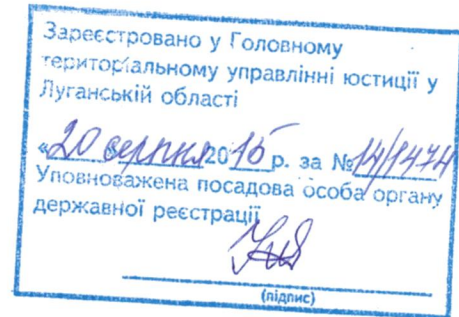 Зареєстровано у Головному
територіальному управлінні юстиції у
Луганській області
«20 серпня 2015 р. за №14/1474
Уповноважена посадова особа органу
державної реєстрації
(підпис)